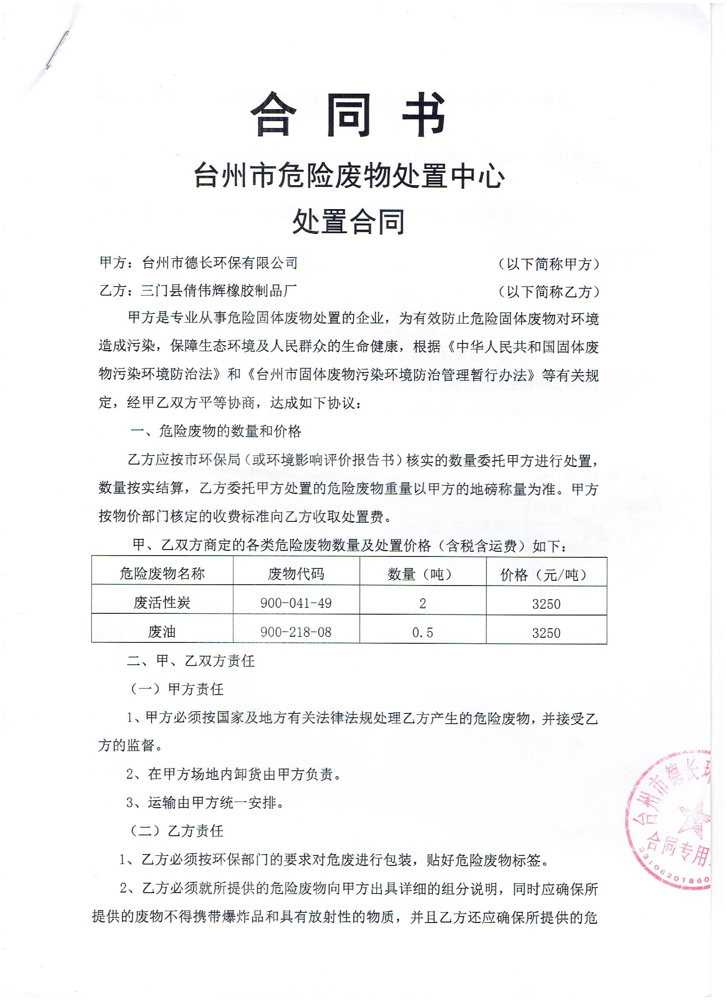 合同书
台州市危险废物处置中心
处置合同
甲方：台州市德长环保有限公司 （以下简称甲方）
乙方：三门县倩伟辉橡胶制品厂 （以下简称乙方）
甲方是专业从事危险固体废物处置的企业，为有效防止危险固体废物对环境
造成污染，保障生态环境及人民群众的生命健康，根据《中华人民共和国固体废
物污染环境防治法》和《台州市固体废物污染环境防治管理暂行办法》等有关规
定，经甲乙双方平等协商，达成如下协议：
一、危险废物的数量和价格
乙方应按市环保局（或环境影响评价报告书）核实的数量委托甲方进行处置，
数量按实结算，乙方委托甲方处置的危险废物重量以甲方的地磅称量为准。甲方
按物价部门核定的收费标准向乙方收取处置费。
甲、乙双方商定的各类危险废物数量及处置价格（含税含运费）如下：
危险废物名称 废物代码 数量（吨） 价格（元/吨）
废活性炭 900-041-49 2 3250
废油 900-218-08 0.5 3250
二、甲、乙双方责任
（一）甲方责任
1、甲方必须按国家及地方有关法律法规处理乙方产生的危险废物，并接受乙
方的监督。
2、在甲方场地内卸货由甲方负责。
3、运输由甲方统一安排。
（二）乙方责任
1、乙方必须按环保部门的要求对危废进行包装，贴好危险废物标签。
2、乙方必须就所提供的危险废物向甲方出具详细的组分说明，同时应确保所
提供的废物不得携带爆炸品和具有放射性的物质，并且乙方还应确保所提供的危
台州市德长环
合同专用
33108201860